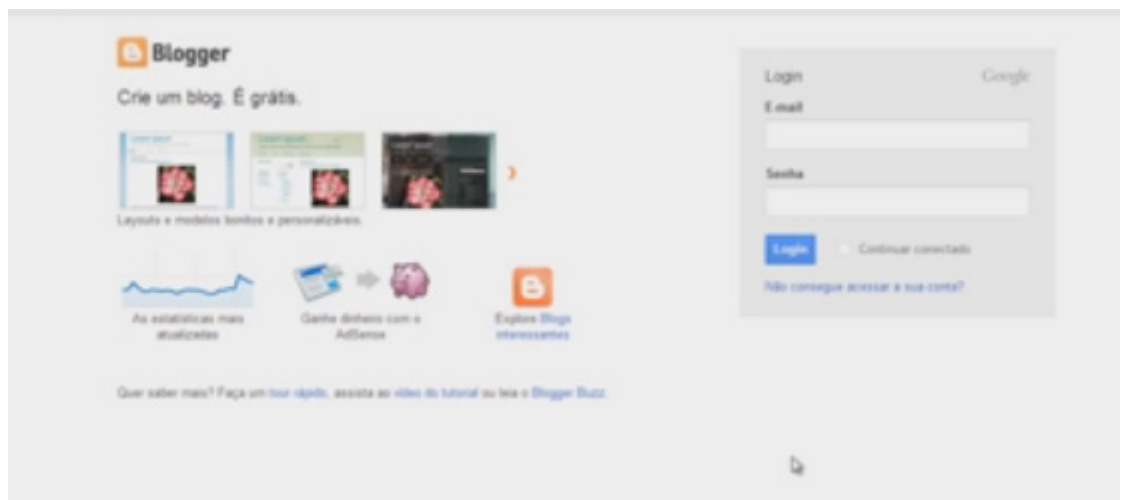 Blogger
Crie um blog. É grátis.
Layouts e modelos bonitos e personalizáveis.
As estatísticas mais
atualizadas
Ganhe dinheiro com o
AdSense
Explore Blogs
interessantes
Quer saber mais? Faça um tour rápido, assista ao vídeo do tutorial ou leia o Blogger Buzz.
Login Google
E-mail
Senha
Login Continuar conectado
Não consegue acessar a sua conta?